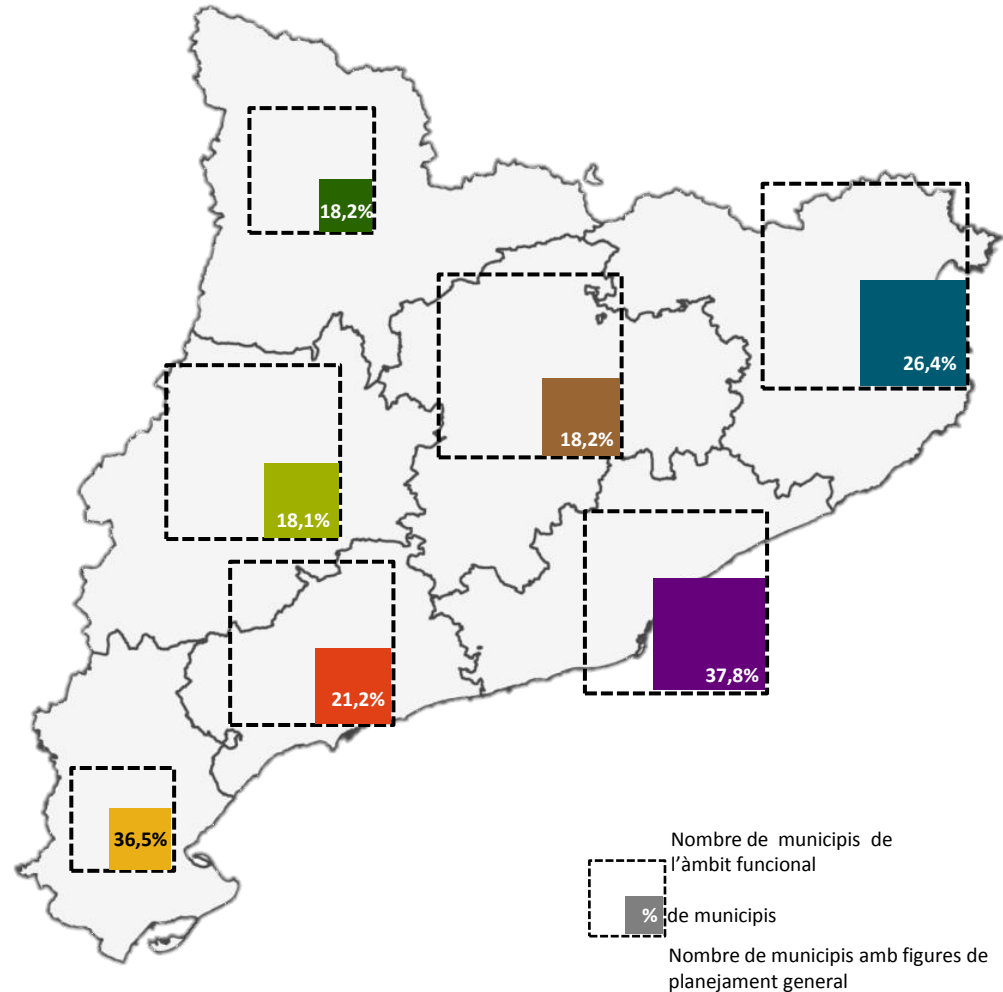 18,2%
26,4%
18,2%
18,1%
37,8%
21,2%
36,5%
Nombre de municipis de
l'àmbit funcional
% de municipis
Nombre de municipis amb figures de
planejament general